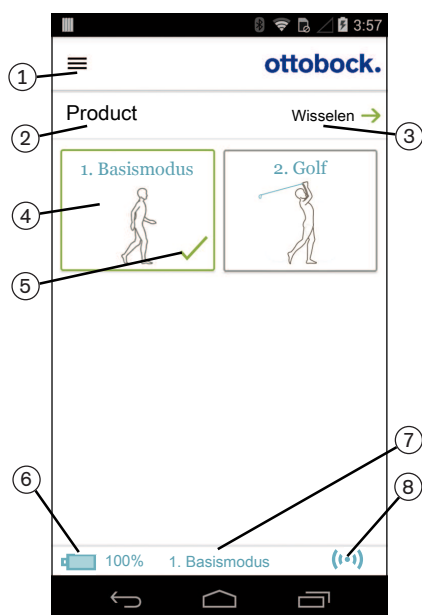 3:57
1
ottobock.
Product
Wisselen
2
3
1. Basismodus
2. Golf
4
5
7
6
8
100%
1. Basismodus